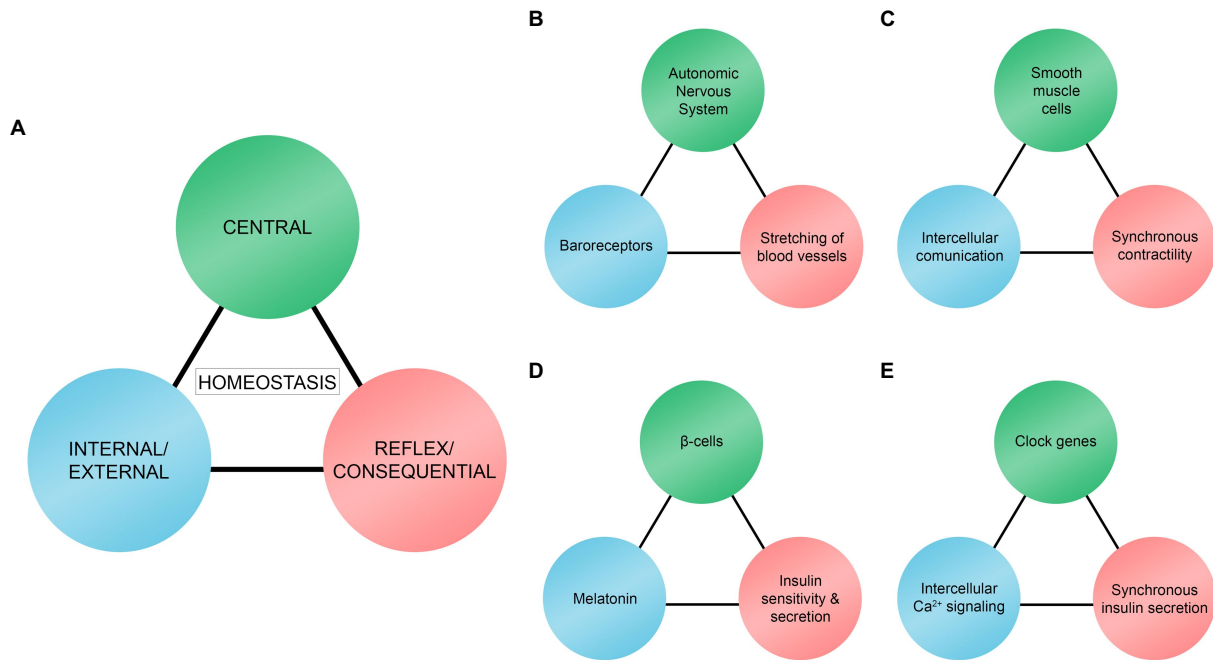 A
CENTRAL
HOMEOSTASIS
INTERNAL/
EXTERNAL
REFLEX/
CONSEQUENTIAL
B
Autonomic
Nervous
System
Baroreceptors
Stretching of
blood vessels
C
Smooth
muscle
cells
Intercellular
comunication
Synchronous
contractility
D
β-cells
Melatonin
Insulin
sensitivity &
secretion
E
Clock genes
Intercellular
Ca²⁺ signaling
Synchronous
insulin secretion